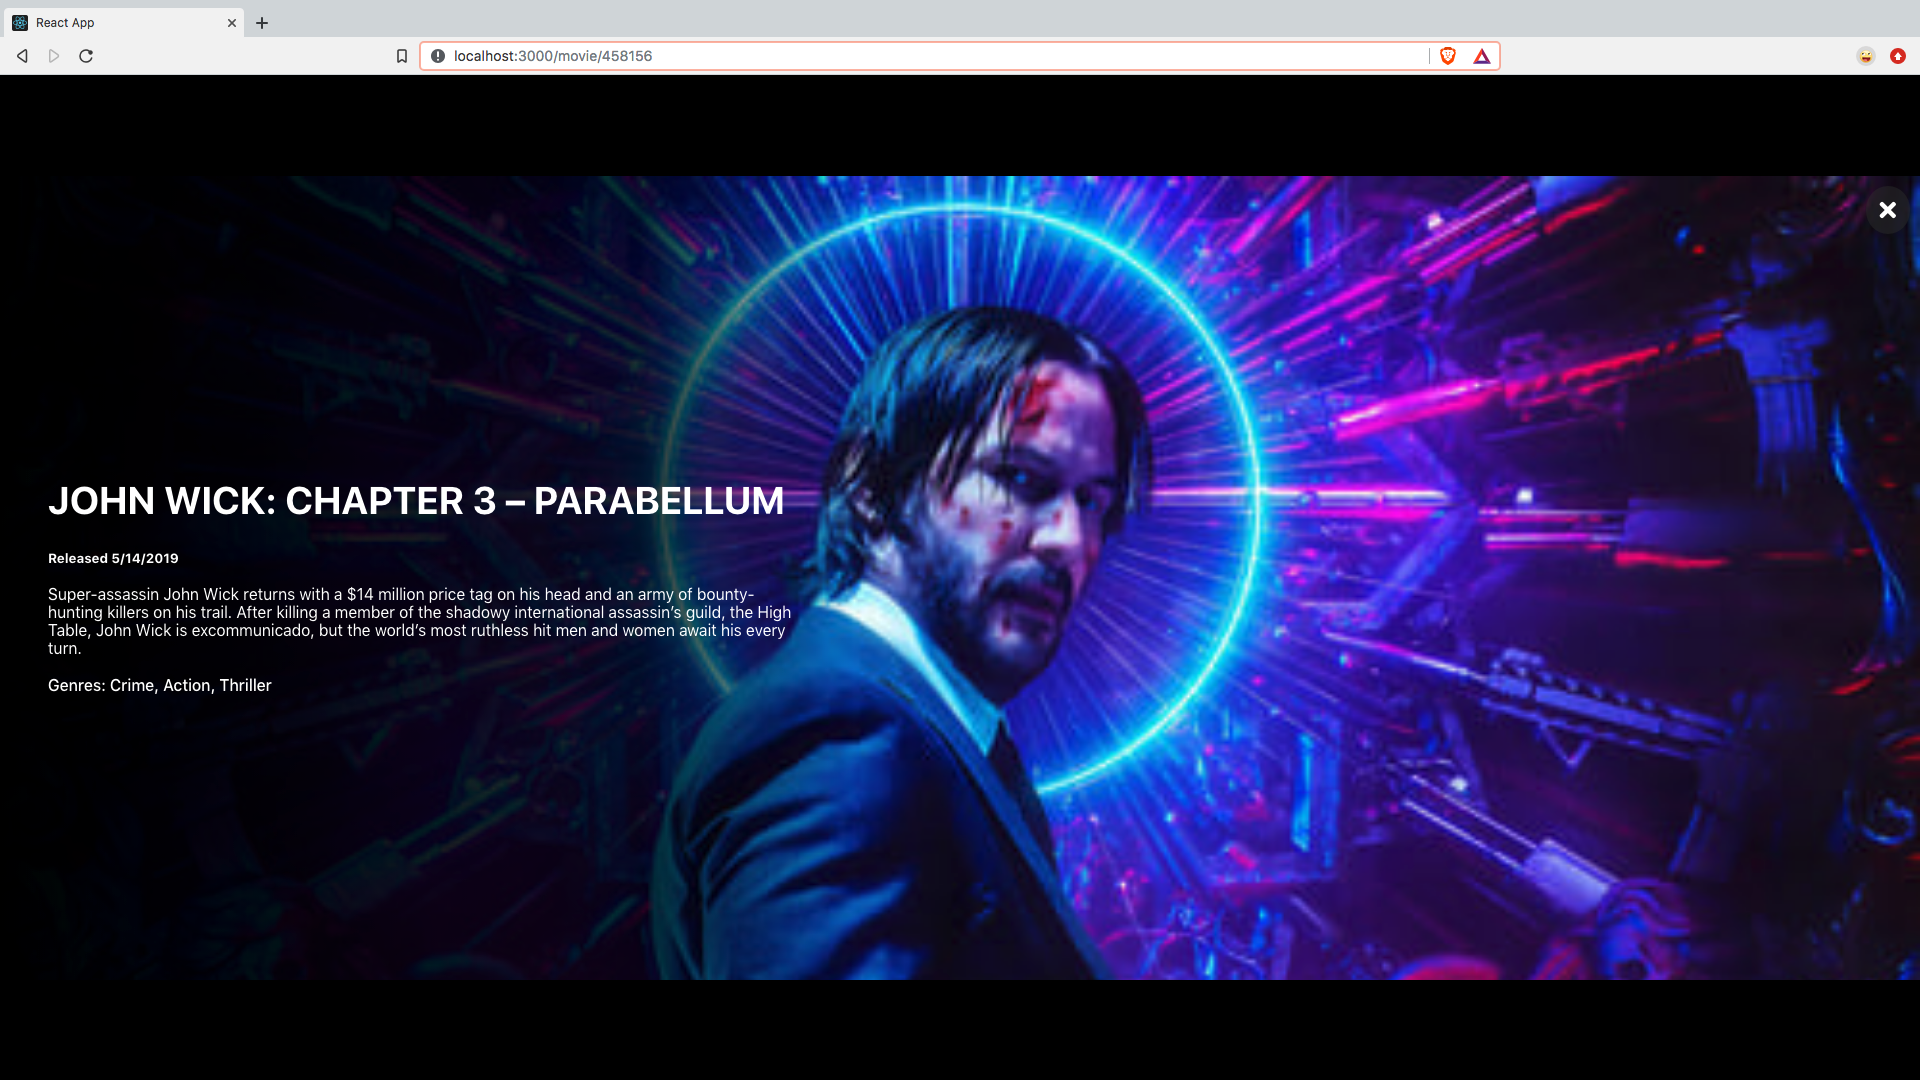 React App
localhost:3000/movie/458156
JOHN WICK: CHAPTER 3 – PARABELLUM
Released 5/14/2019
Super-assassin John Wick returns with a $14 million price tag on his head and an army of bounty-
hunting killers on his trail. After killing a member of the shadowy international assassin’s guild, the High
Table, John Wick is excommunicado, but the world’s most ruthless hit men and women await his every
turn.
Genres: Crime, Action, Thriller